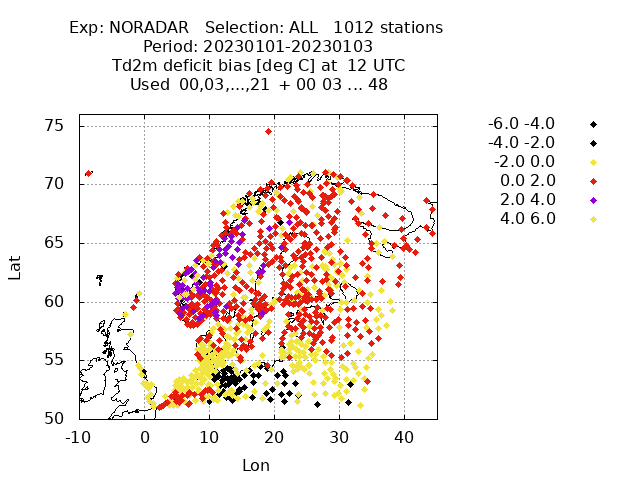 Exp: NORADAR   Selection: ALL   1012 stations
Period: 20230101-20230103
Td2m deficit bias [deg C] at  12 UTC
Used  00,03,...,21  + 00 03 ... 48
75
70
65
60
55
50
-10 0 10 20 30 40
Lat
Lon
-6.0 -4.0
-4.0 -2.0
-2.0 0.0
0.0 2.0
2.0 4.0
4.0 6.0